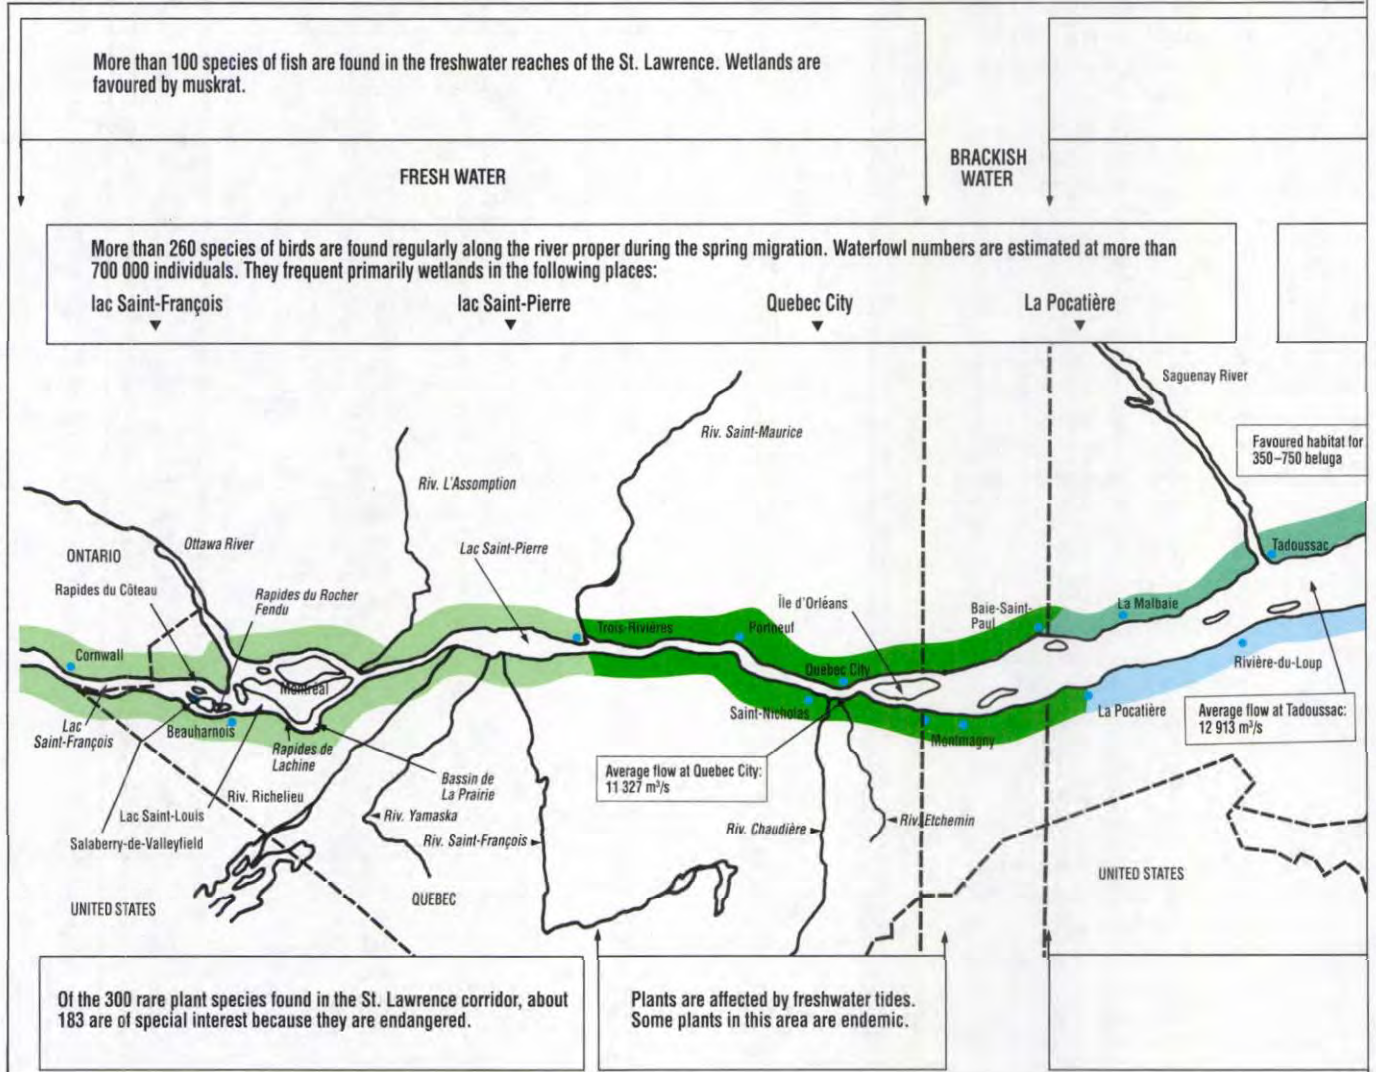 More than 100 species of fish are found in the freshwater reaches of the St. Lawrence. Wetlands are
favoured by muskrat.
FRESH WATER
BRACKISH
WATER
More than 260 species of birds are found regularly along the river proper during the spring migration. Waterfowl numbers are estimated at more than
700 000 individuals. They frequent primarily wetlands in the following places:
lac Saint-François
lac Saint-Pierre
Quebec City
La Pocatière
Saguenay River
Riv. Saint-Maurice
Favoured habitat for
350–750 beluga
Riv. L'Assomption
Ottawa River
Lac Saint-Pierre
ONTARIO
Tadoussac
Rapides du Côteau
Rapides du Rocher
Fendu
Île d'Orléans
Baie-Saint-
Paul
La Malbaie
Trois-Rivières
Portneuf
Cornwall
Quebec City
Rivière-du-Loup
Montréal
Saint-Nicholas
La Pocatière
Average flow at Tadoussac:
12 913 m³/s
Lac
Saint-François
Beauharnois
Rapides de
Lachine
Montmagny
Average flow at Quebec City:
11 327 m³/s
Bassin de
La Prairie
Riv. Richelieu
Lac Saint-Louis
Riv. Yamaska
Riv. Saint-François
Riv. Chaudière
Riv. Etchemin
Salaberry-de-Valleyfield
UNITED STATES
QUEBEC
UNITED STATES
Of the 300 rare plant species found in the St. Lawrence corridor, about
183 are of special interest because they are endangered.
Plants are affected by freshwater tides.
Some plants in this area are endemic.